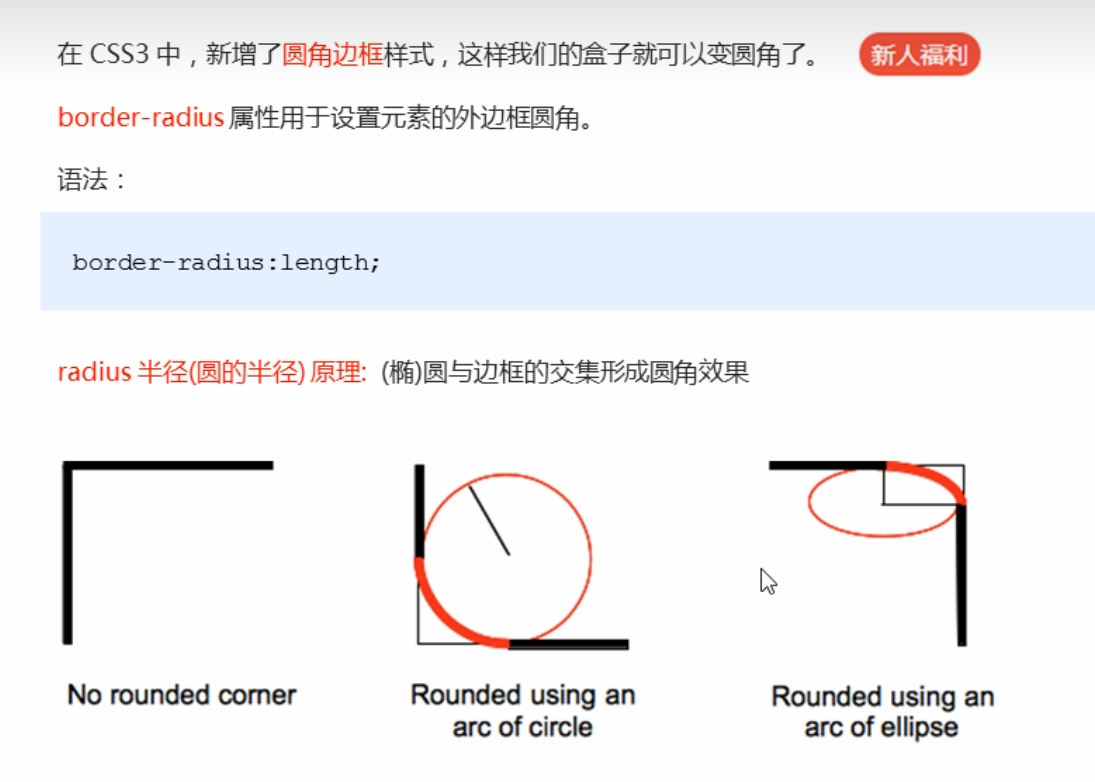 在 CSS3 中，新增了圆角边框样式，这样我们的盒子就可以变圆角了。 新人福利
border-radius 属性用于设置元素的外边框圆角。
语法：
border-radius:length;
radius 半径(圆的半径) 原理: (椭)圆与边框的交集形成圆角效果
No rounded corner
Rounded using an
arc of circle
Rounded using an
arc of ellipse